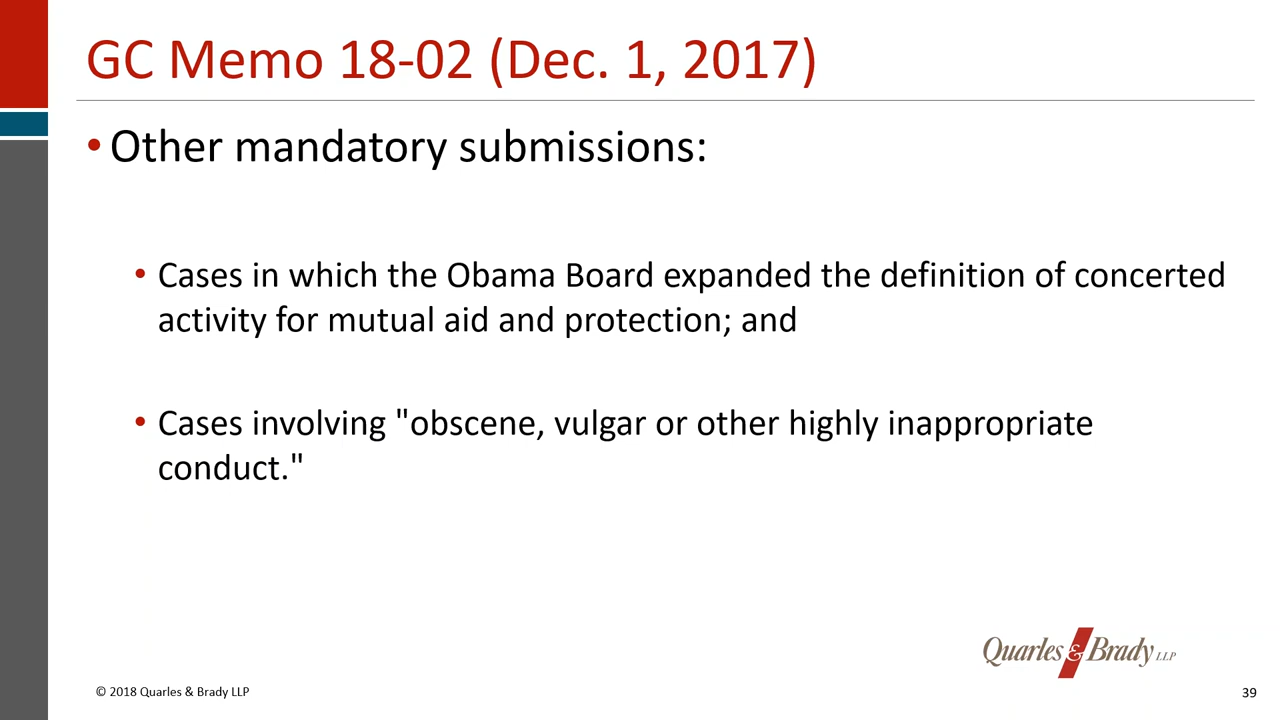 GC Memo 18-02 (Dec. 1, 2017)
• Other mandatory submissions:
• Cases in which the Obama Board expanded the definition of concerted
activity for mutual aid and protection; and
• Cases involving "obscene, vulgar or other highly inappropriate
conduct."
Quarles & Brady LLP
© 2018 Quarles & Brady LLP
39